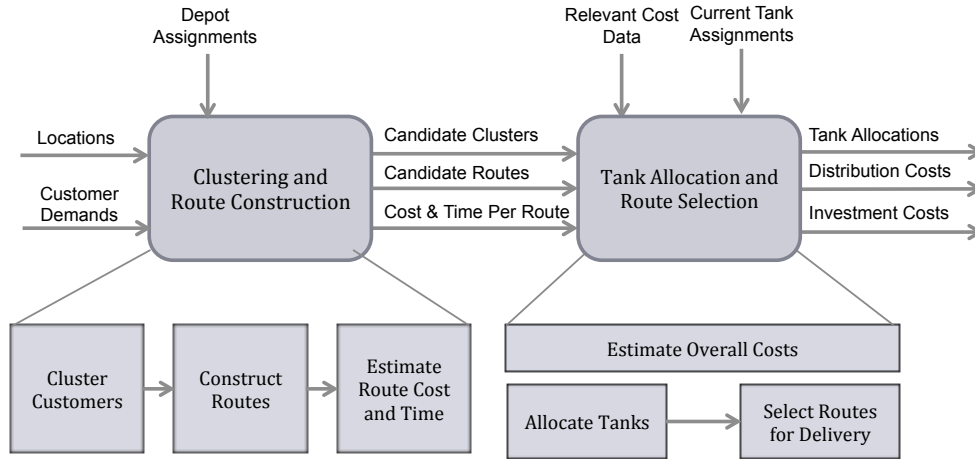 Depot
Assignments
Relevant Cost
Data
Current Tank
Assignments
Locations
Customer
Demands
Clustering and
Route Construction
Candidate Clusters
Candidate Routes
Cost & Time Per Route
Tank Allocation and
Route Selection
Tank Allocations
Distribution Costs
Investment Costs
Cluster
Customers
Construct
Routes
Estimate
Route Cost
and Time
Estimate Overall Costs
Allocate Tanks
Select Routes
for Delivery